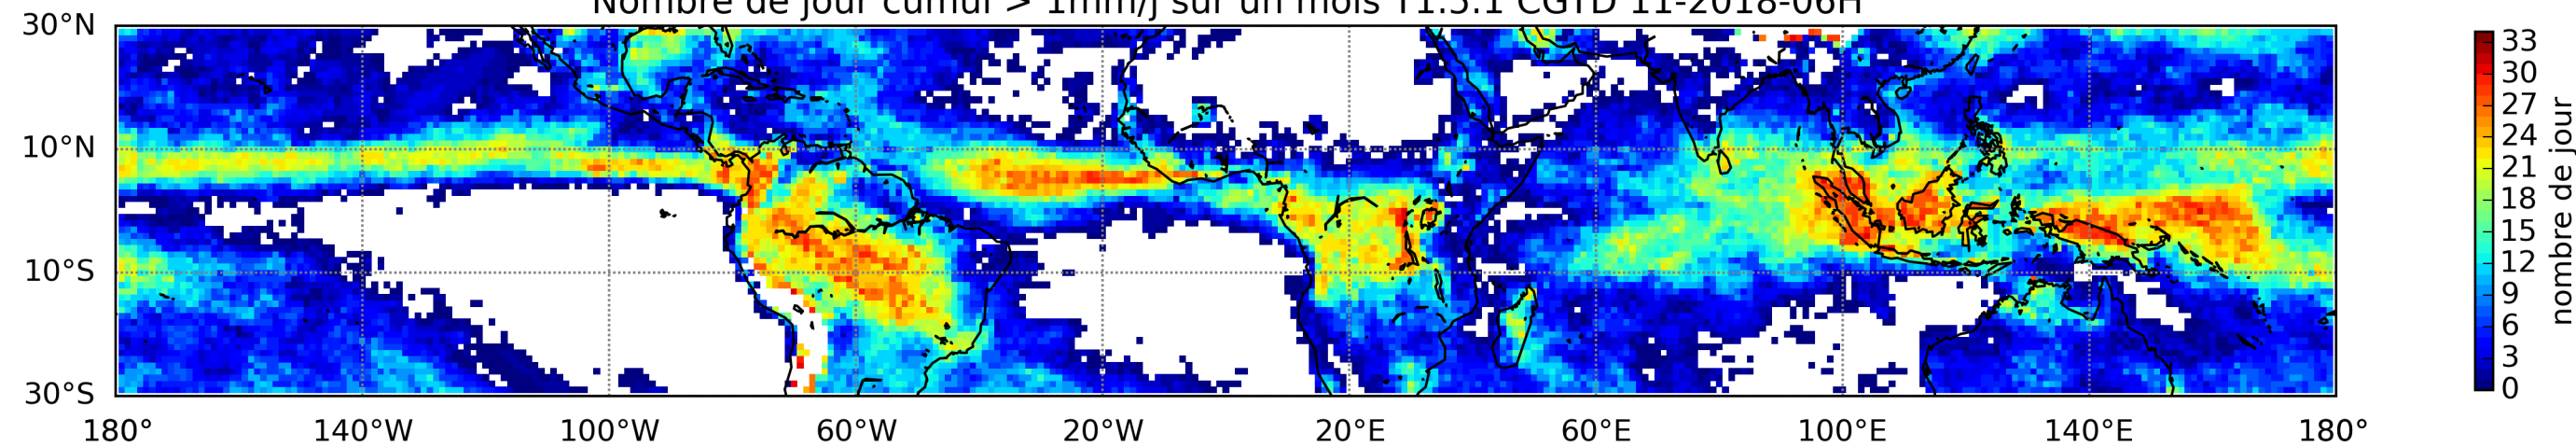 Nombre de jour cumul > 1mm/j sur un mois T1.5.1 CGTD 11-2018-06H
30°N
10°N
10°S
30°S
180°
140°W
100°W
60°W
20°W
20°E
60°E
100°E
140°E
180°
33
30
27
24
21
18
15
12
9
6
3
0
nombre de jour